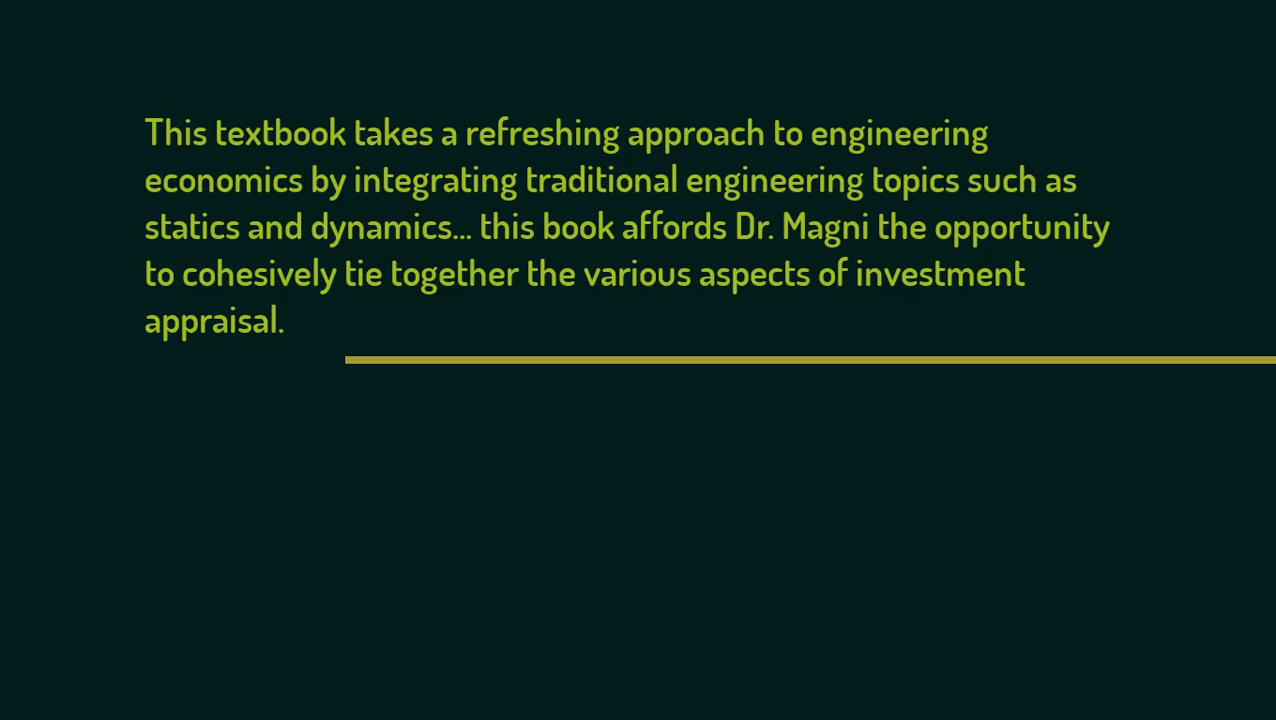 This textbook takes a refreshing approach to engineering
economics by integrating traditional engineering topics such as
statics and dynamics... this book affords Dr. Magni the opportunity
to cohesively tie together the various aspects of investment
appraisal.